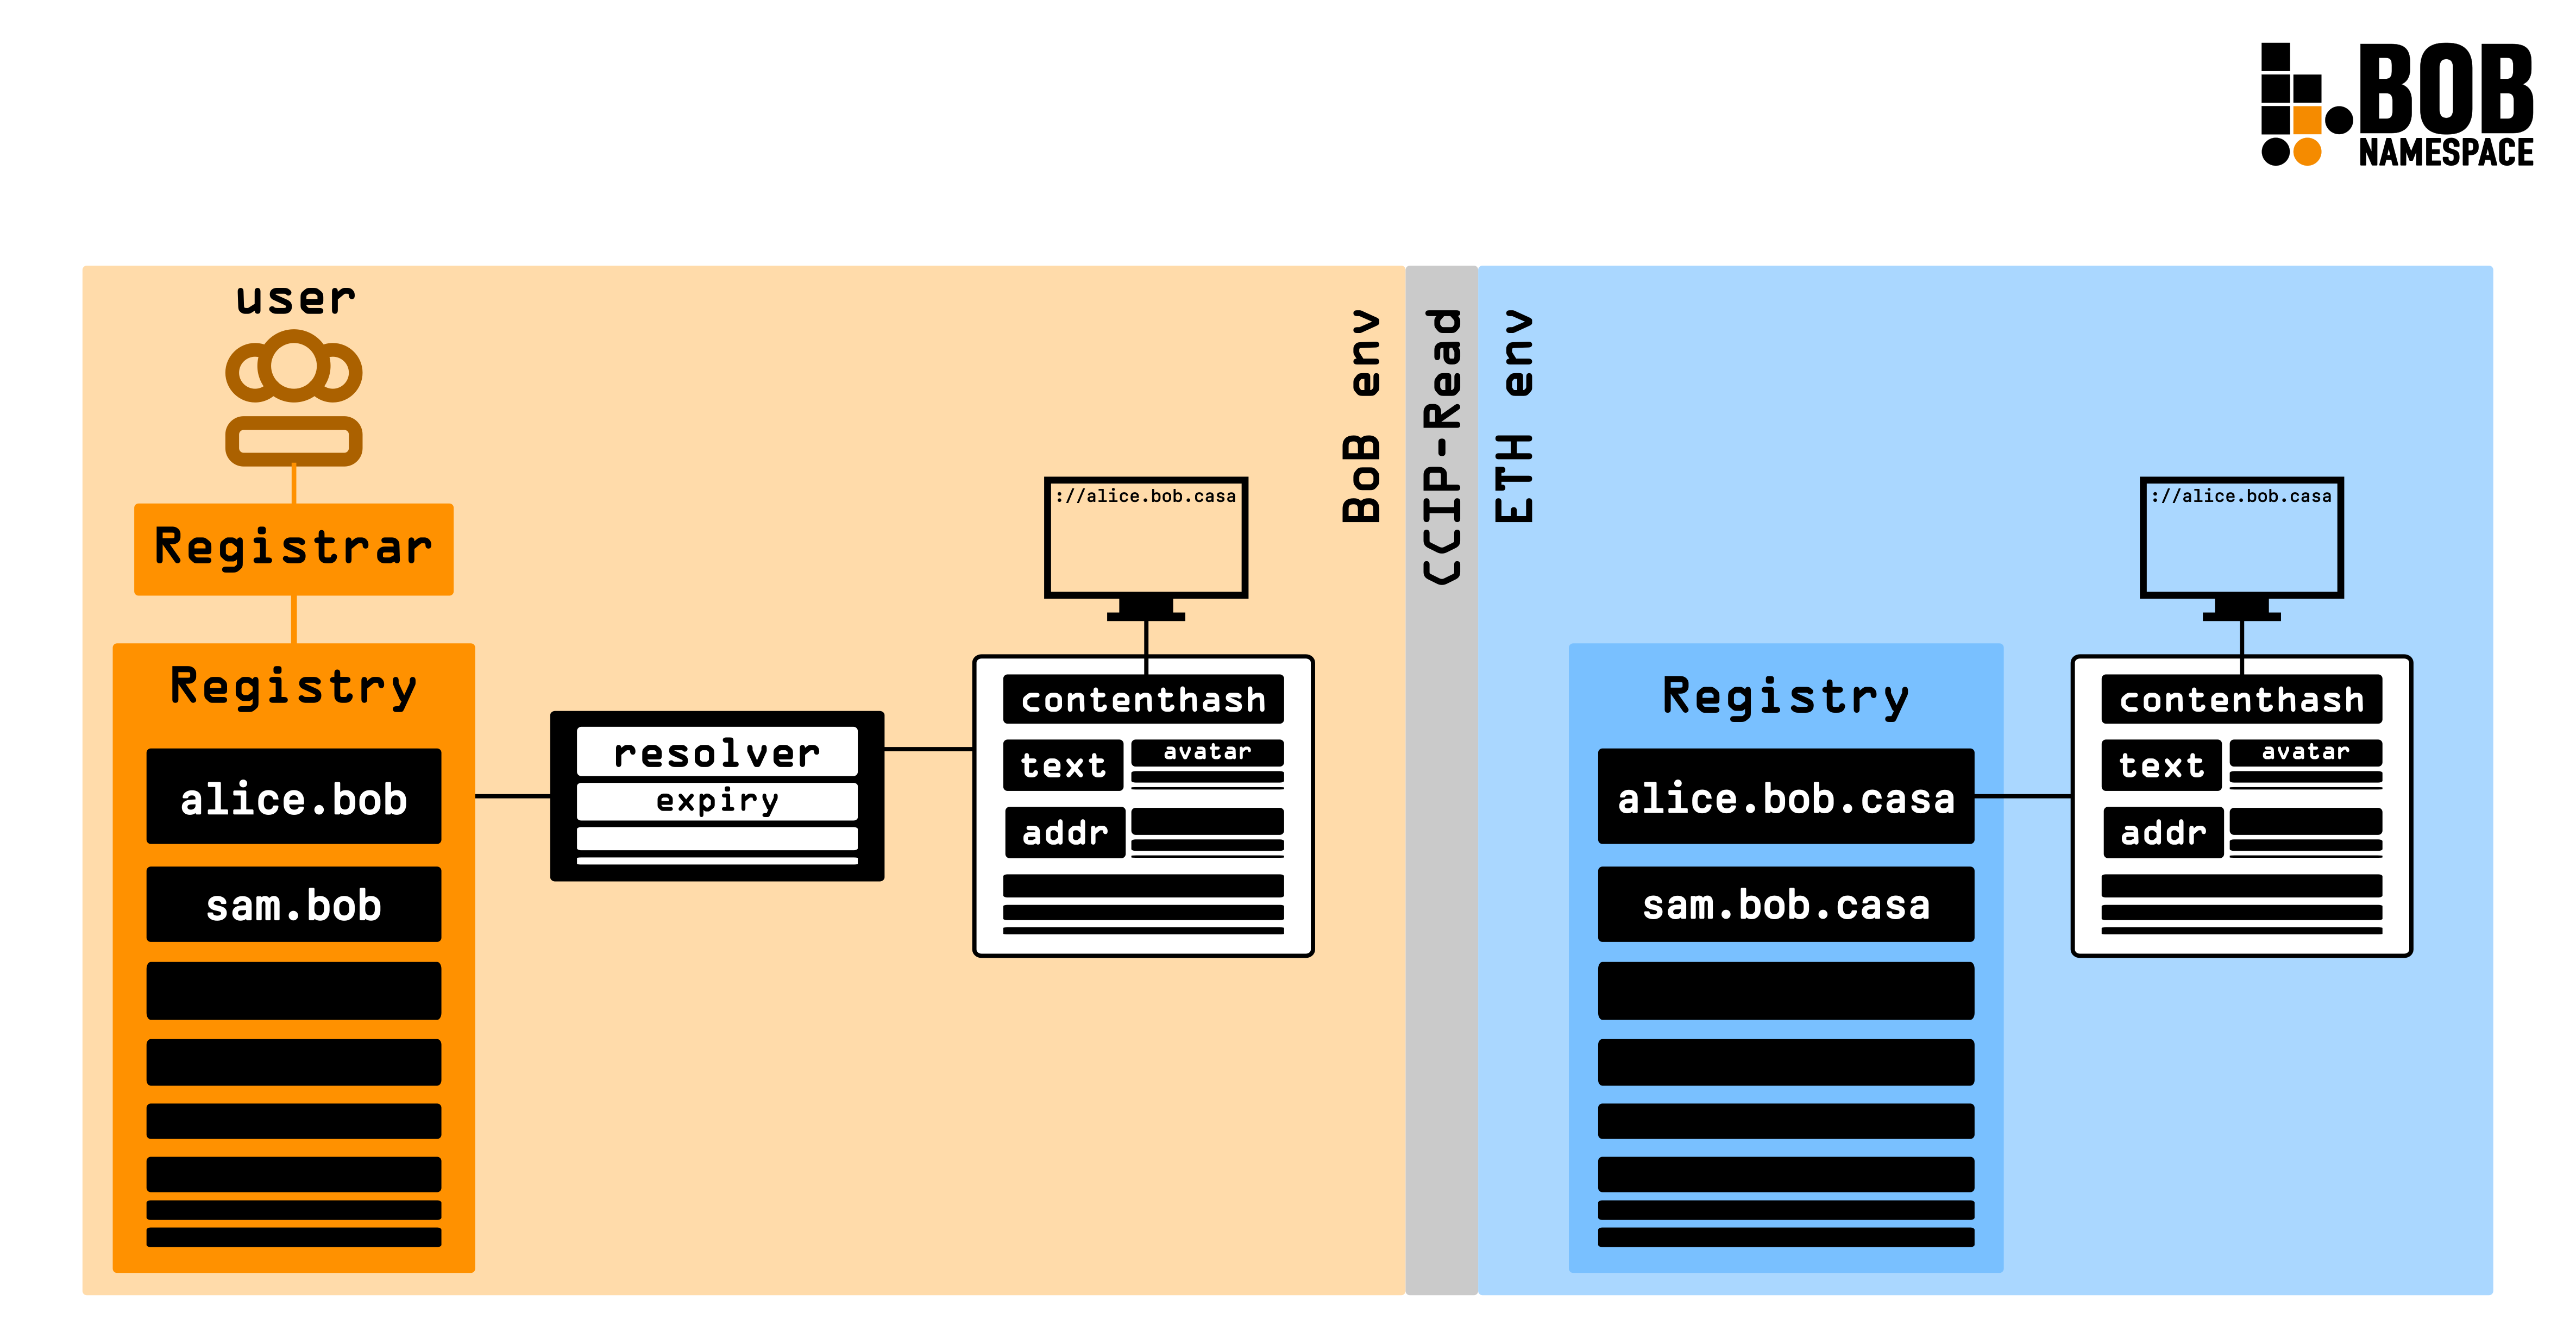 .BOB
NAMESPACE
user
Registrar
Registry
alice.bob
sam.bob
resolver
expiry
://alice.bob.casa
contenthash
text
avatar
addr
BoB env
CCIP-Read
ETH env
Registry
alice.bob.casa
sam.bob.casa
://alice.bob.casa
contenthash
text
avatar
addr